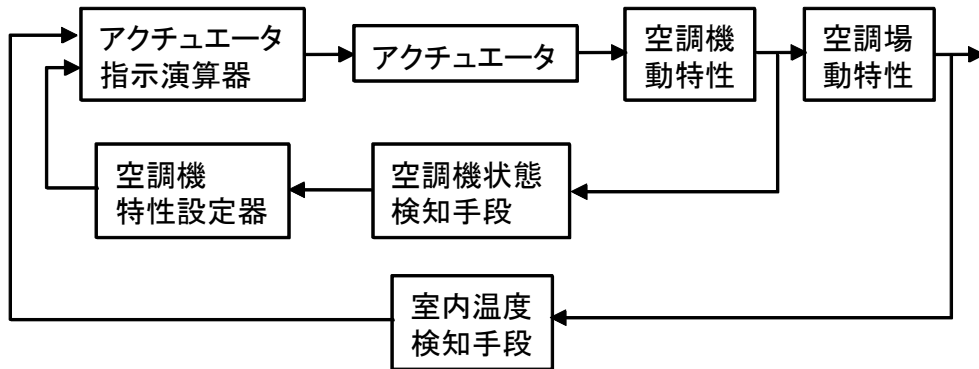 アクチュエータ
指示演算器
アクチュエータ
空調機
動特性
空調場
動特性
空調機
特性設定器
空調機状態
検知手段
室内温度
検知手段